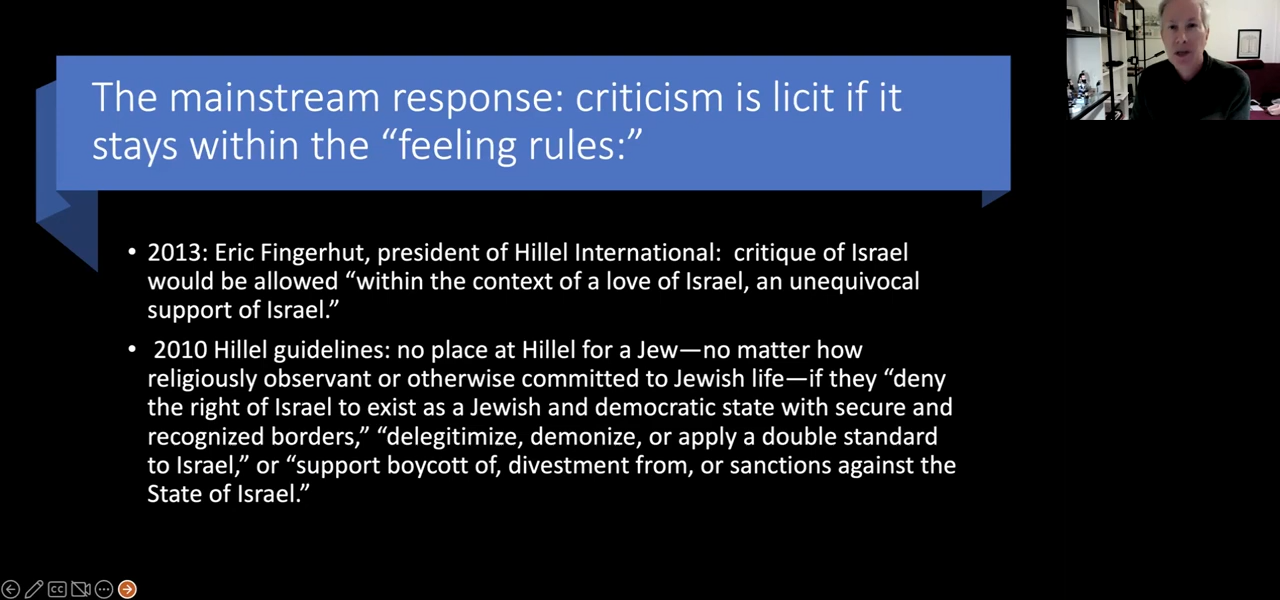 The mainstream response: criticism is licit if it
stays within the “feeling rules:”
• 2013: Eric Fingerhut, president of Hillel International:  critique of Israel
would be allowed “within the context of a love of Israel, an unequivocal
support of Israel.”
• 2010 Hillel guidelines: no place at Hillel for a Jew—no matter how
religiously observant or otherwise committed to Jewish life—if they “deny
the right of Israel to exist as a Jewish and democratic state with secure and
recognized borders,” “delegitimize, demonize, or apply a double standard
to Israel,” or “support boycott of, divestment from, or sanctions against the
State of Israel.”
CC